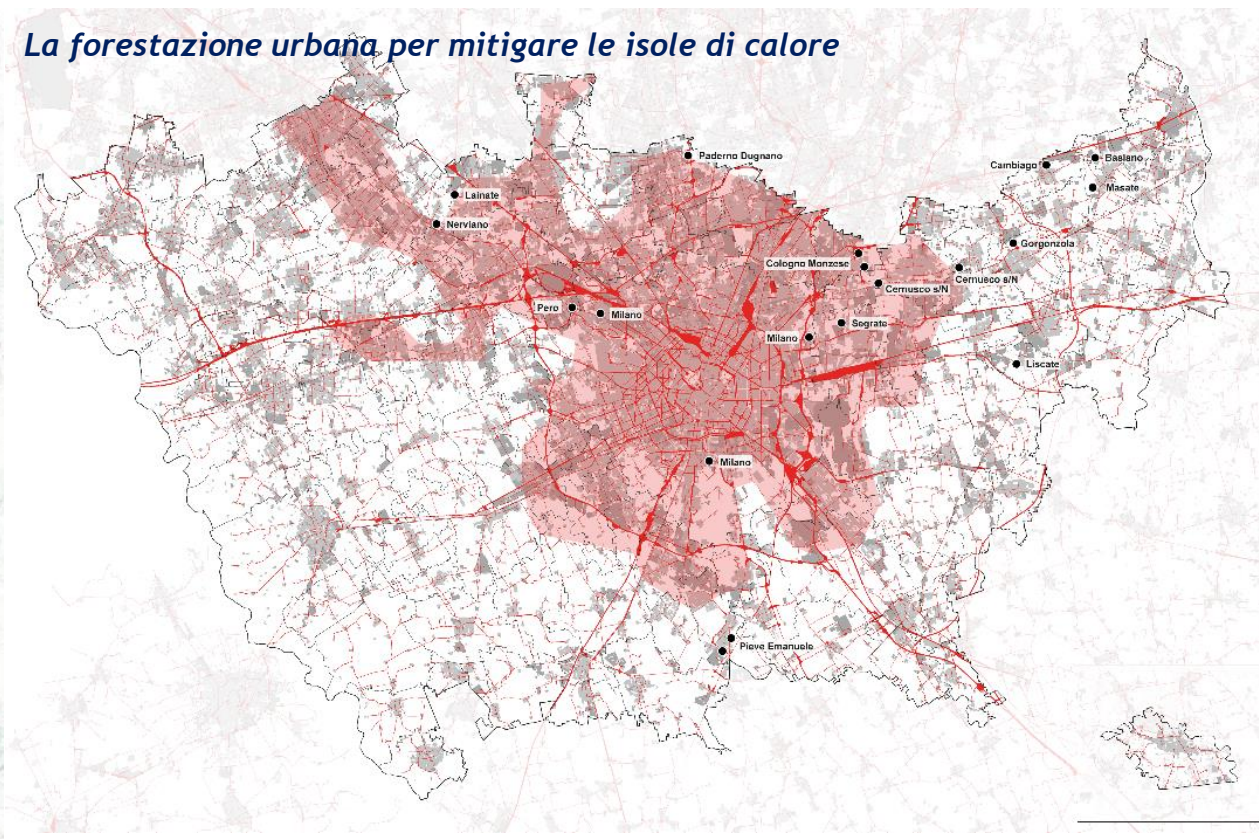 La forestazione urbana per mitigare le isole di calore
Paderno Dugnano
Cambiago
Basiano
Masate
Lainate
Nerviano
Gorgonzola
Cologno Monzese
Cernusco s/N
Cernusco s/N
Pero
Milano
Segrate
Milano
Liscate
Milano
Pieve Emanuele